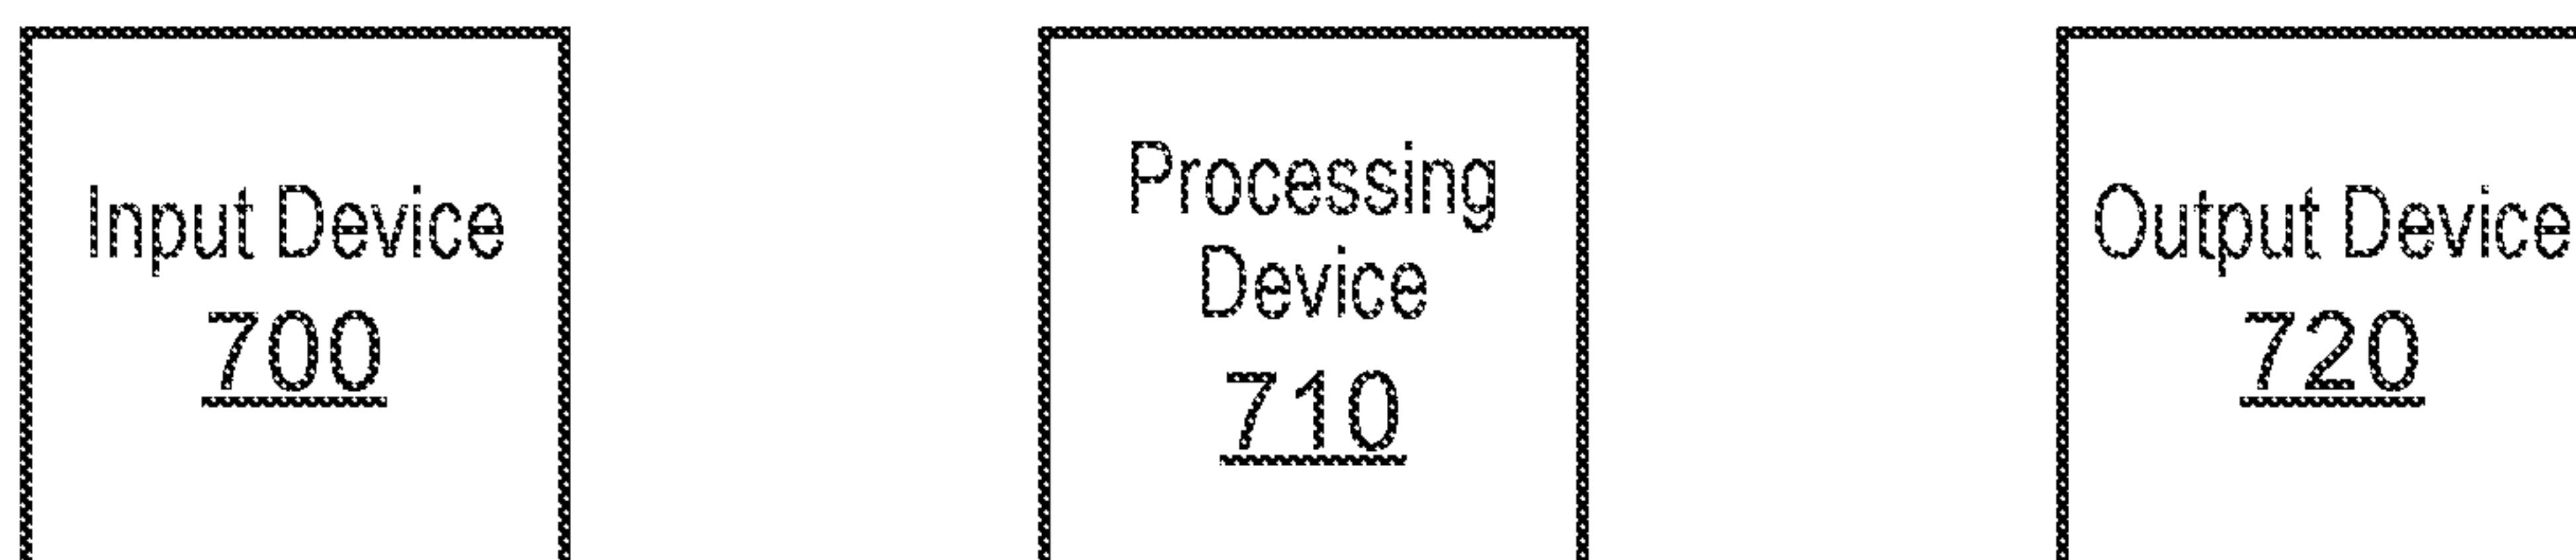 Input Device
700
Processing
Device
710
Output Device
720